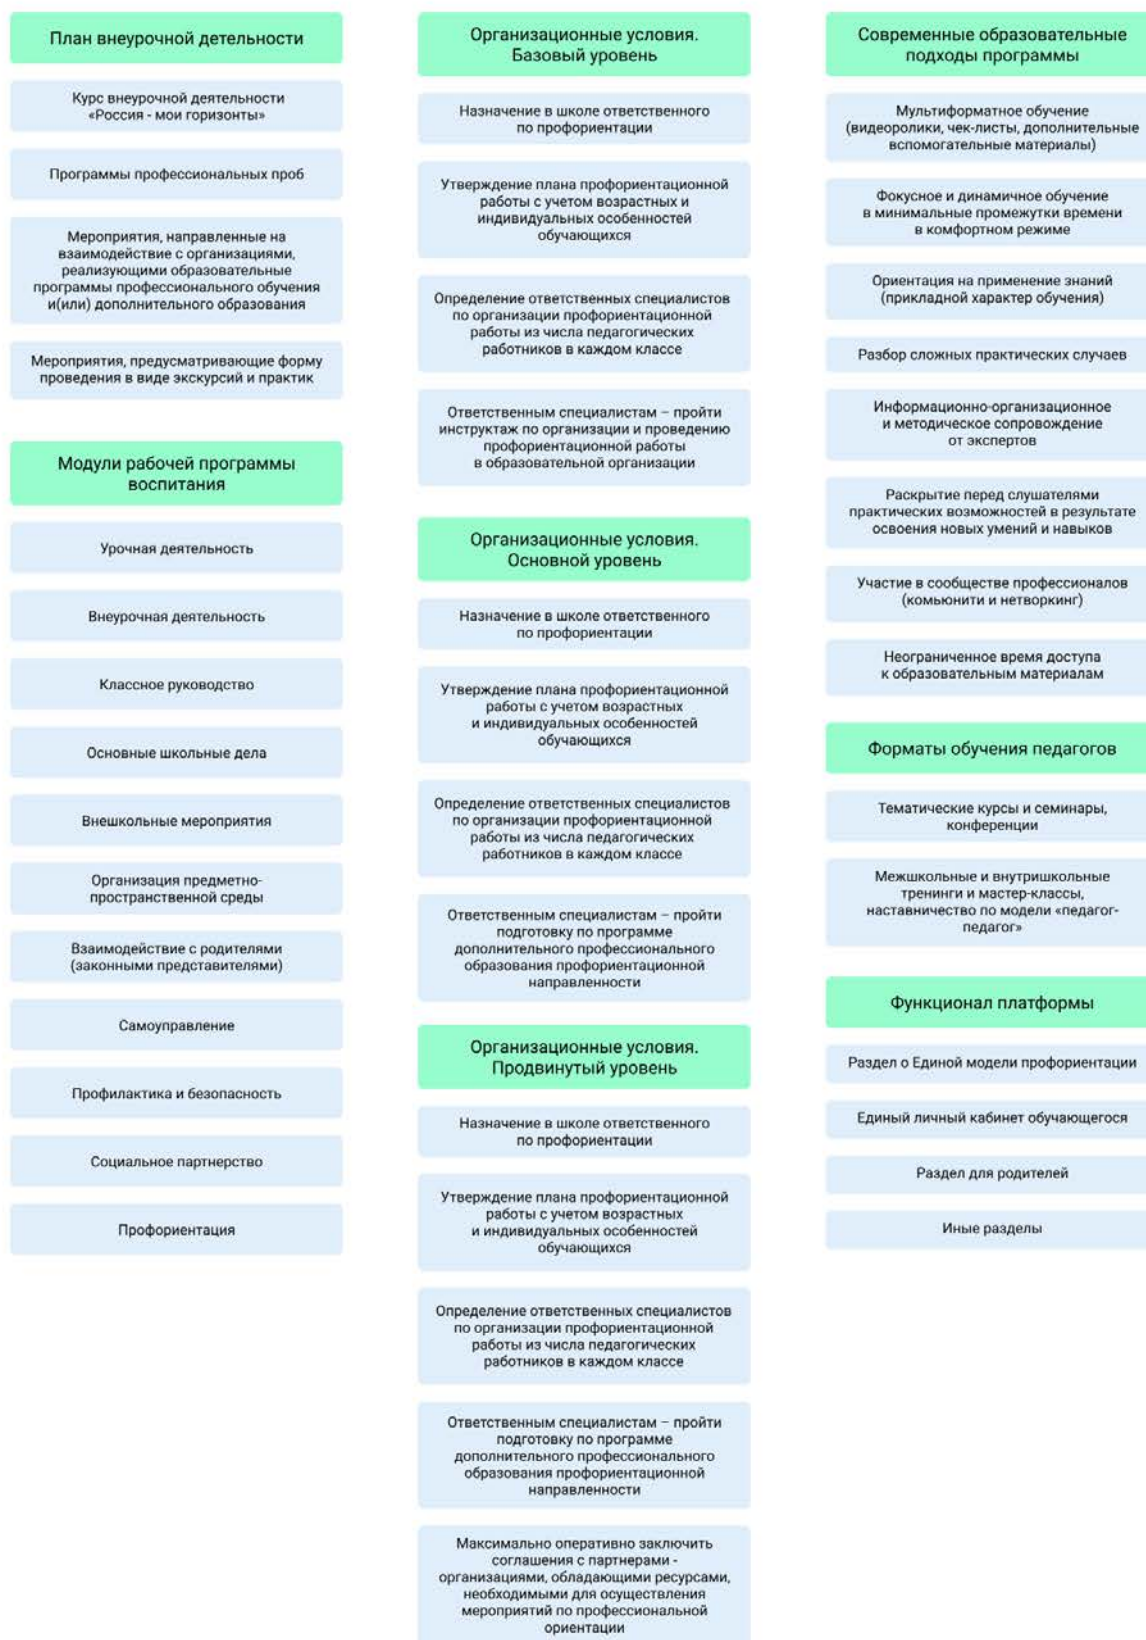 План внеурочной детельности
Курс внеурочной деятельности
«Россия - мои горизонты»
Программы профессиональных проб
Мероприятия, направленные на
взаимодействие с организациями,
реализующими образовательные
программы профессионального обучения
и(или) дополнительного образования
Мероприятия, предусматривающие форму
проведения в виде экскурсий и практик
Модули рабочей программы
воспитания
Урочная деятельность
Внеурочная деятельность
Классное руководство
Основные школьные дела
Внешкольные мероприятия
Организация предметно-
пространственной среды
Взаимодействие с родителями
(законными представителями)
Самоуправление
Профилактика и безопасность
Социальное партнерство
Профориентация
Организационные условия.
Базовый уровень
Назначение в школе ответственного
по профориентации
Утверждение плана профориентационной
работы с учетом возрастных и
индивидуальных особенностей
обучающихся
Определение ответственных специалистов
по организации профориентационной
работы из числа педагогических
работников в каждом классе
Ответственным специалистам – пройти
инструктаж по организации и проведению
профориентационной работы
в образовательной организации
Организационные условия.
Основной уровень
Назначение в школе ответственного
по профориентации
Утверждение плана профориентационной
работы с учетом возрастных
и индивидуальных особенностей
обучающихся
Определение ответственных специалистов
по организации профориентационной
работы из числа педагогических
работников в каждом классе
Ответственным специалистам – пройти
подготовку по программе
дополнительного профессионального
образования профориентационной
направленности
Организационные условия.
Продвинутый уровень
Назначение в школе ответственного
по профориентации
Утверждение плана профориентационной
работы с учетом возрастных
и индивидуальных особенностей
обучающихся
Определение ответственных специалистов
по организации профориентационной
работы из числа педагогических
работников в каждом классе
Ответственным специалистам – пройти
подготовку по программе
дополнительного профессионального
образования профориентационной
направленности
Максимально оперативно заключить
соглашения с партнерами -
организациями, обладающими ресурсами,
необходимыми для осуществления
мероприятий по профессиональной
ориентации
Современные образовательные
подходы программы
Мультиформатное обучение
(видеоролики, чек-листы, дополнительные
вспомогательные материалы)
Фокусное и динамичное обучение
в минимальные промежутки времени
в комфортном режиме
Ориентация на применение знаний
(прикладной характер обучения)
Разбор сложных практических случаев
Информационно-организационное
и методическое сопровождение
от экспертов
Раскрытие перед слушателями
практических возможностей в результате
освоения новых умений и навыков
Участие в сообществе профессионалов
(комьюнити и нетворкинг)
Неограниченное время доступа
к образовательным материалам
Форматы обучения педагогов
Тематические курсы и семинары,
конференции
Межшкольные и внутришкольные
тренинги и мастер-классы,
наставничество по модели «педагог-
педагог»
Функционал платформы
Раздел о Единой модели профориентации
Единый личный кабинет обучающегося
Раздел для родителей
Иные разделы